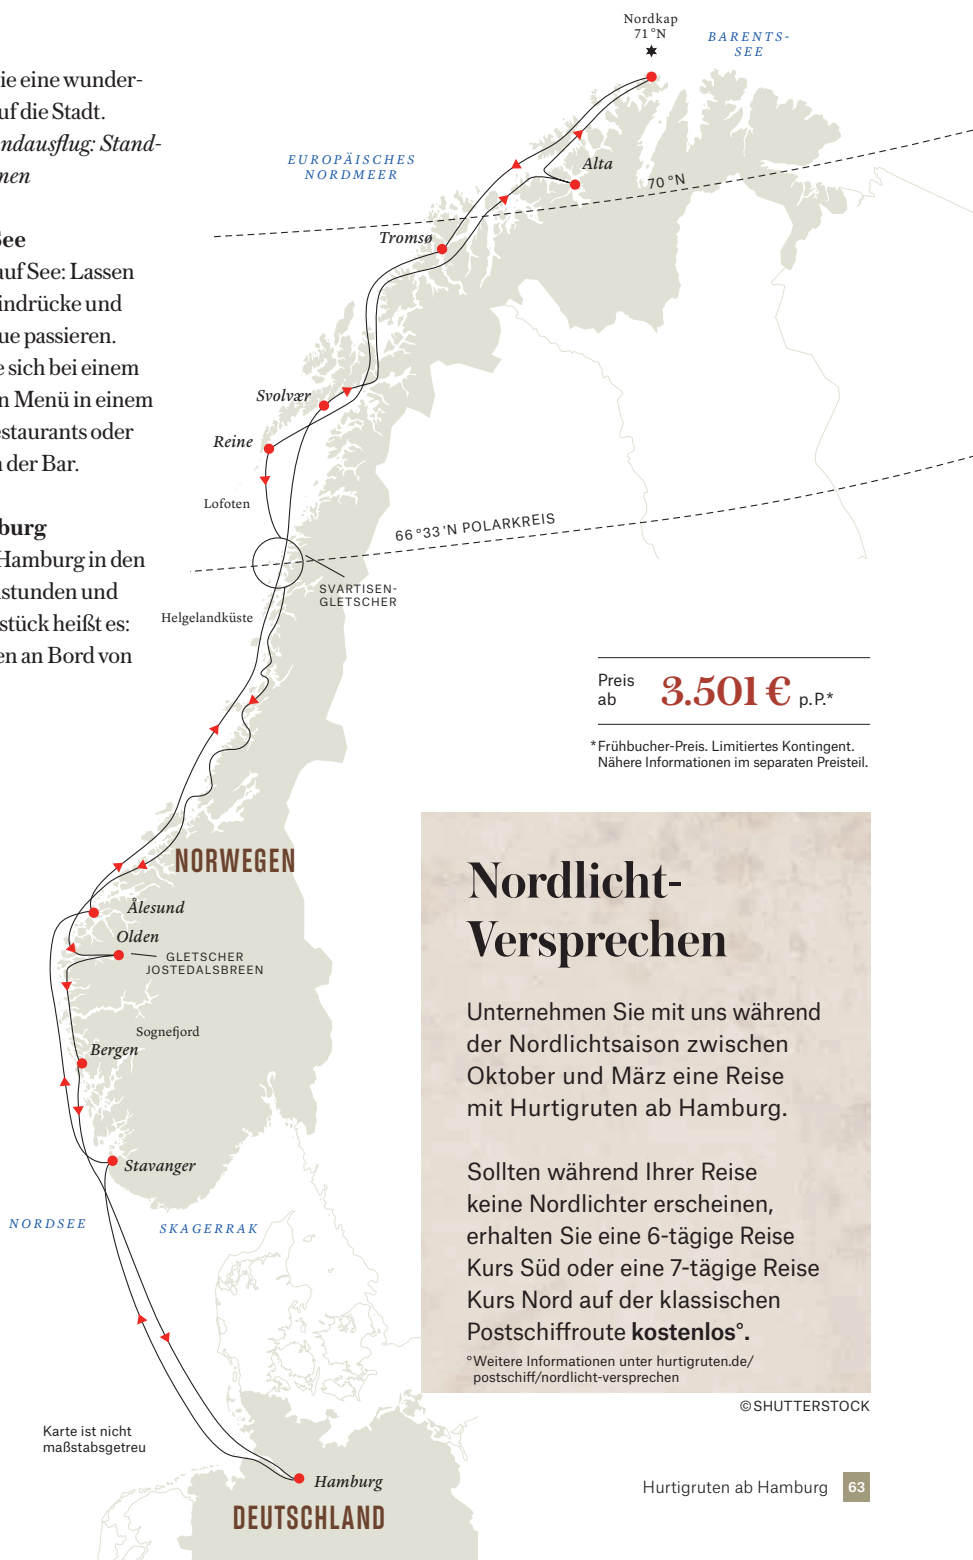 ie eine wunder-
uf die Stadt.
ndausflug: Stand-
nen
See
auf See: Lassen
indrücke und
ue passieren.
e sich bei einem
n Menü in einem
estaurants oder
n der Bar.
burg
Hamburg in den
nstunden und
stück heißt es:
en an Bord von
Nordkap
71°N
BARENTS-
SEE
EUROPÄISCHES
NORDMEER
Alta
70°N
Tromsø
Svolvær
Reine
Lofoten
66°33'N POLARKREIS
SVARTISEN-
GLETSCHER
Helgelandküste
NORWEGEN
Ålesund
Olden
GLETSCHER
JOSTEDALSBREEN
Sognefjord
Bergen
Stavanger
NORDSEE
SKAGERRAK
Karte ist nicht
maßstabsgetreu
Hamburg
DEUTSCHLAND
Preis
ab
3.501 € p.P.*
*Frühbucher-Preis. Limitiertes Kontingent.
Nähere Informationen im separaten Preisteil.
Nordlicht-
Versprechen
Unternehmen Sie mit uns während
der Nordlichtsaison zwischen
Oktober und März eine Reise
mit Hurtigruten ab Hamburg.
Sollten während Ihrer Reise
keine Nordlichter erscheinen,
erhalten Sie eine 6-tägige Reise
Kurs Süd oder eine 7-tägige Reise
Kurs Nord auf der klassischen
Postschiffroute kostenlos°.
°Weitere Informationen unter hurtigruten.de/
postschiff/nordlicht-versprechen
©SHUTTERSTOCK
Hurtigruten ab Hamburg 63